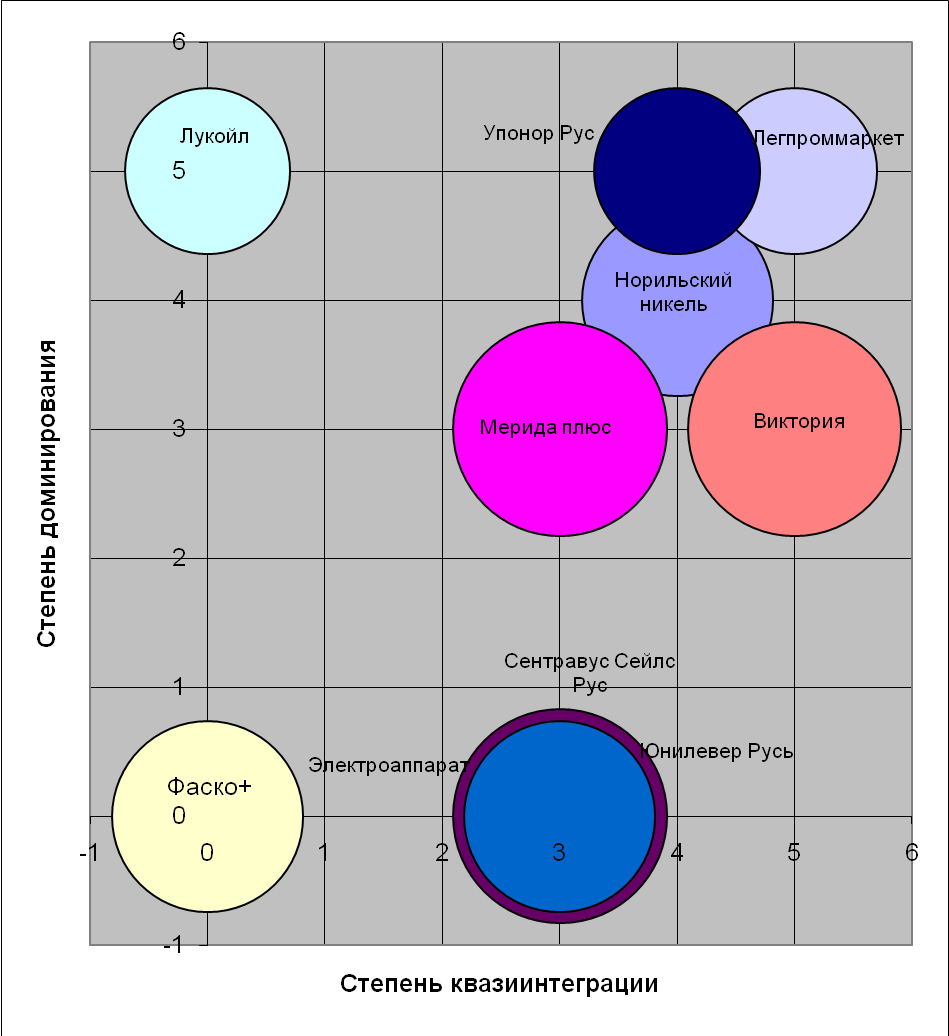 6
Лукойл
Упонор Рус
Легпроммаркет
5
4
Норильский
никель
3
Мерида плюс
Виктория
2
Степень доминирования
1
Сентравус Сейлс
Рус
Электроаппарат
Юнилевер Русь
Фаско+
0
-1 0 1 2 3 4 5 6
-1
Степень квазиинтеграции